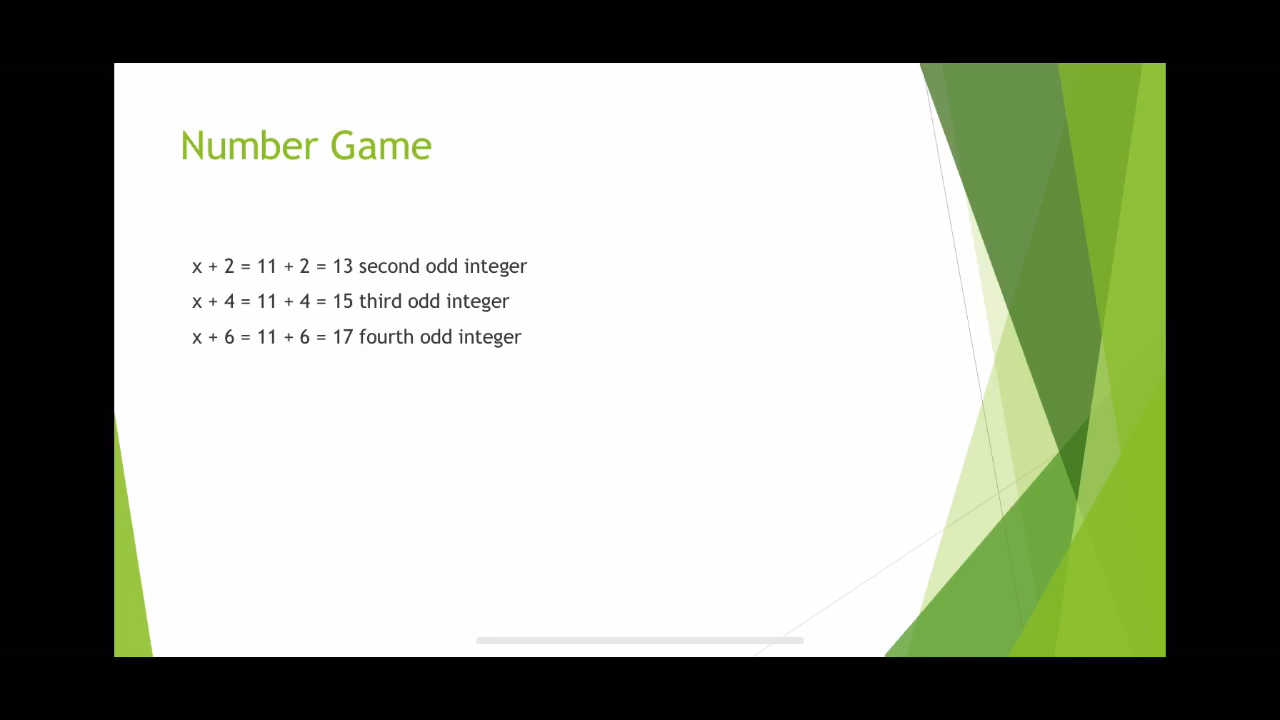 Number Game
x + 2 = 11 + 2 = 13 second odd integer
x + 4 = 11 + 4 = 15 third odd integer
x + 6 = 11 + 6 = 17 fourth odd integer